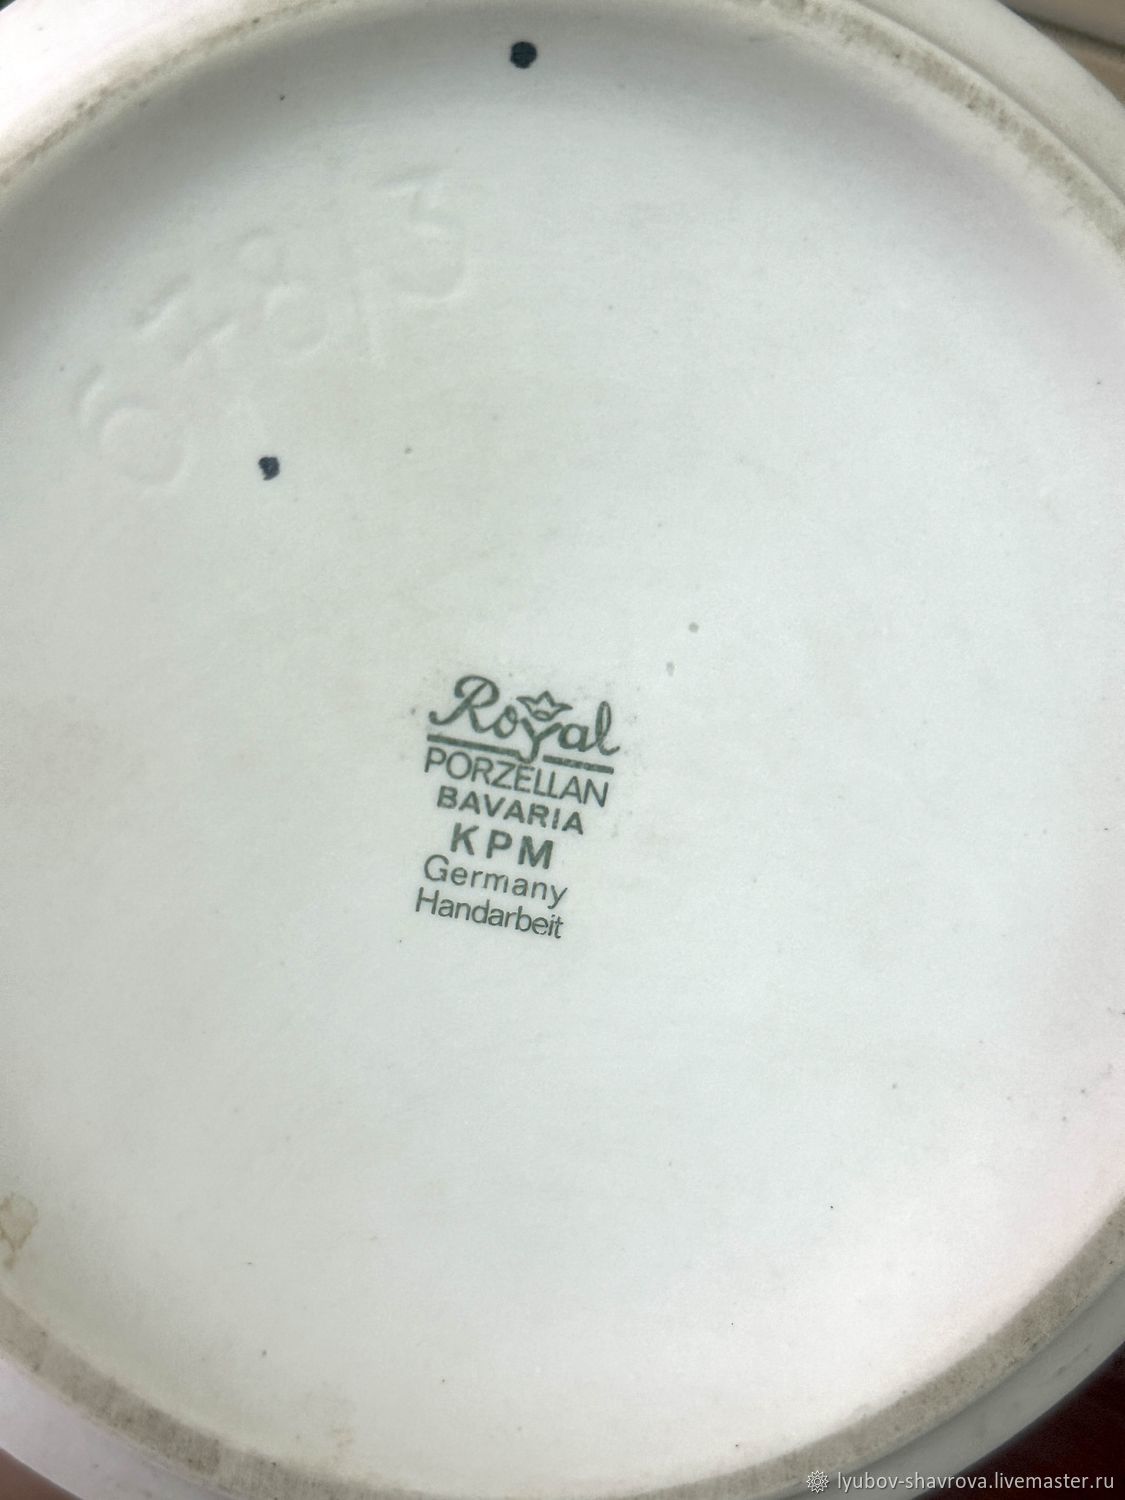 Royal
PORZELLAN
BAVARIA
KPM
Germany
Handarbeit
lyubov-shavrova.livemaster.ru